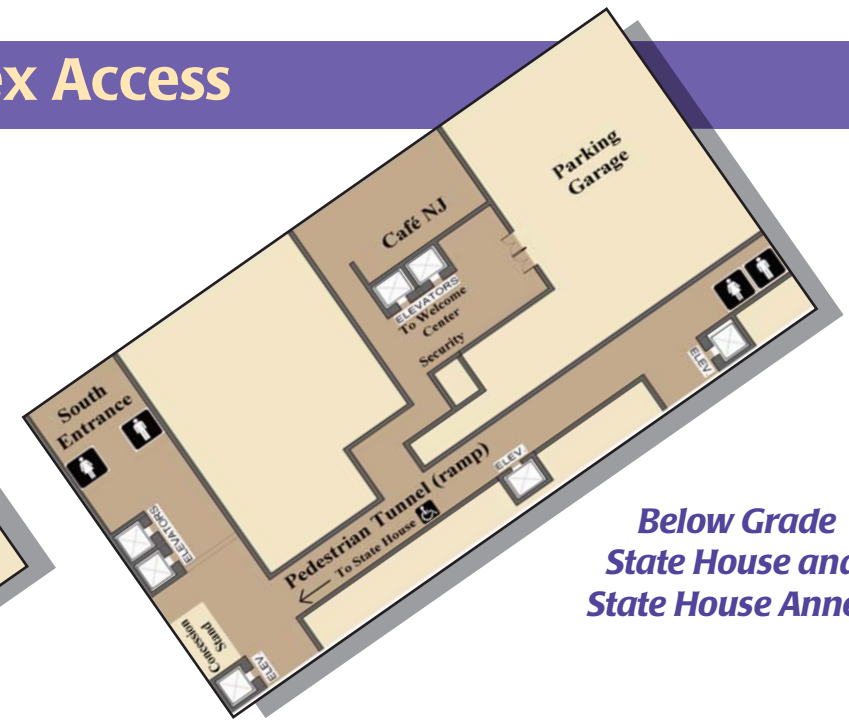 ex Access
Parking
Garage
Café NJ
ELEVATORS
To Welcome
Center
Security
South
Entrance
ELEVATORS
ELEV
ELEV
Pedestrian Tunnel (ramp)
To State House
Concession
Stand
ELEV
Below Grade
State House and
State House Anne